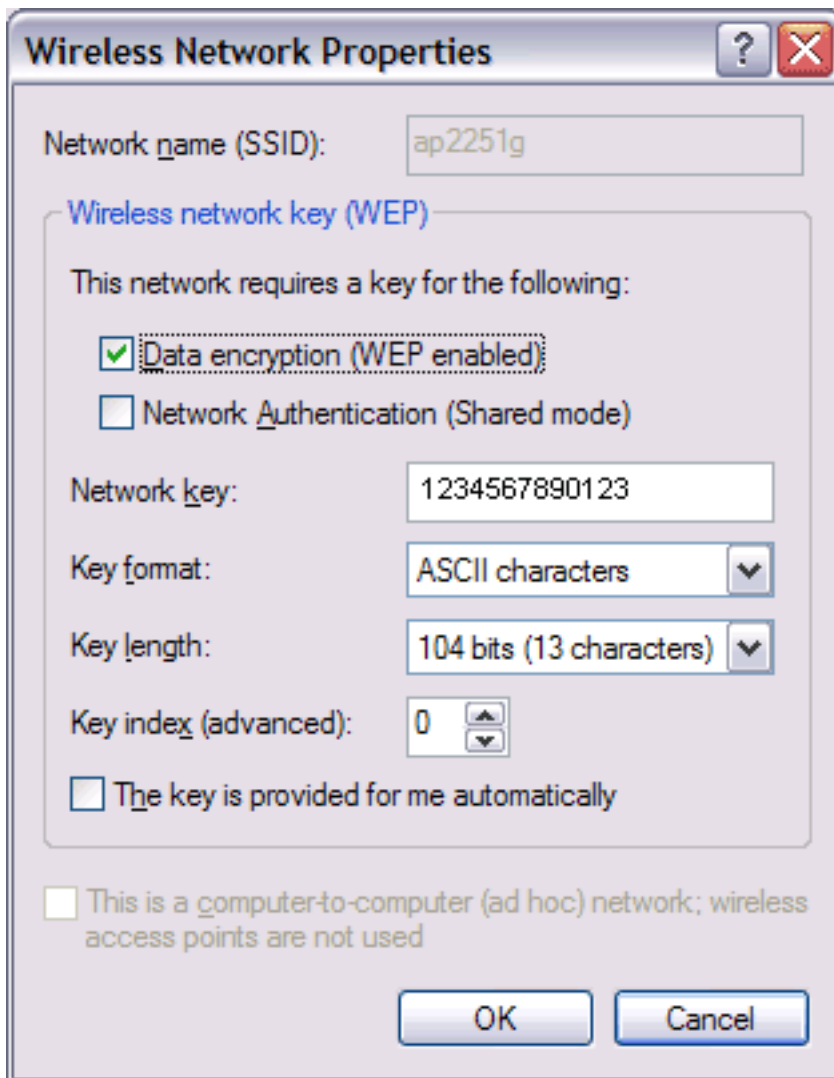 Wireless Network Properties
Network name (SSID): ap2251g
Wireless network key (WEP)
This network requires a key for the following:
Data encryption (WEP enabled)
Network Authentication (Shared mode)
Network key: 1234567890123
Key format: ASCII characters
Key length: 104 bits (13 characters)
Key index (advanced): 0
The key is provided for me automatically
This is a computer-to-computer (ad hoc) network; wireless
access points are not used
OK Cancel